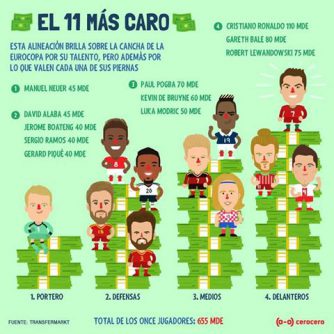 EL 11 MÁS CARO
ESTA ALINEACIÓN BRILLA SOBRE LA CANCHA DE LA
EUROCOPA POR SU TALENTO, PERO ADEMÁS POR
LO QUE VALEN CADA UNA DE SUS PIERNAS
1 MANUEL NEUER 45 MDE
2 DAVID ALABA 45 MDE
JEROME BOATENG 40 MDE
SERGIO RAMOS 40 MDE
GERARD PIQUÉ 40 MDE
3 PAUL POGBA 70 MDE
KEVIN DE BRUYNE 60 MDE
LUKA MODRIC 50 MDE
4 CRISTIANO RONALDO 110 MDE
GARETH BALE 80 MDE
ROBERT LEWANDOWSKI 75 MDE
8
20
7
1. PORTERO
2. DEFENSAS
3. MEDIOS
4. DELANTEROS
FUENTE: TRANSFERMARKT
TOTAL DE LOS ONCE JUGADORES: 655 MDE
cerocero